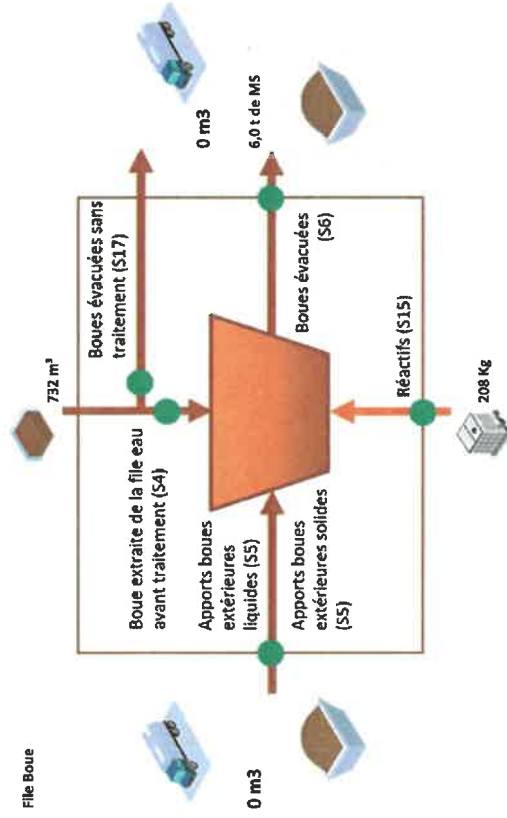 File Boue
732 m³
Boues évacuées sans
traitement (S17)
0 m3
Boue extraite de la file eau
avant traitement (S4)
Apports boues
extérieures
liquides (S5)
0 m3
6,0 t de MS
Apports boues
extérieures solides
(S5)
Boues évacuées
(S6)
Réactifs (S15)
208 Kg